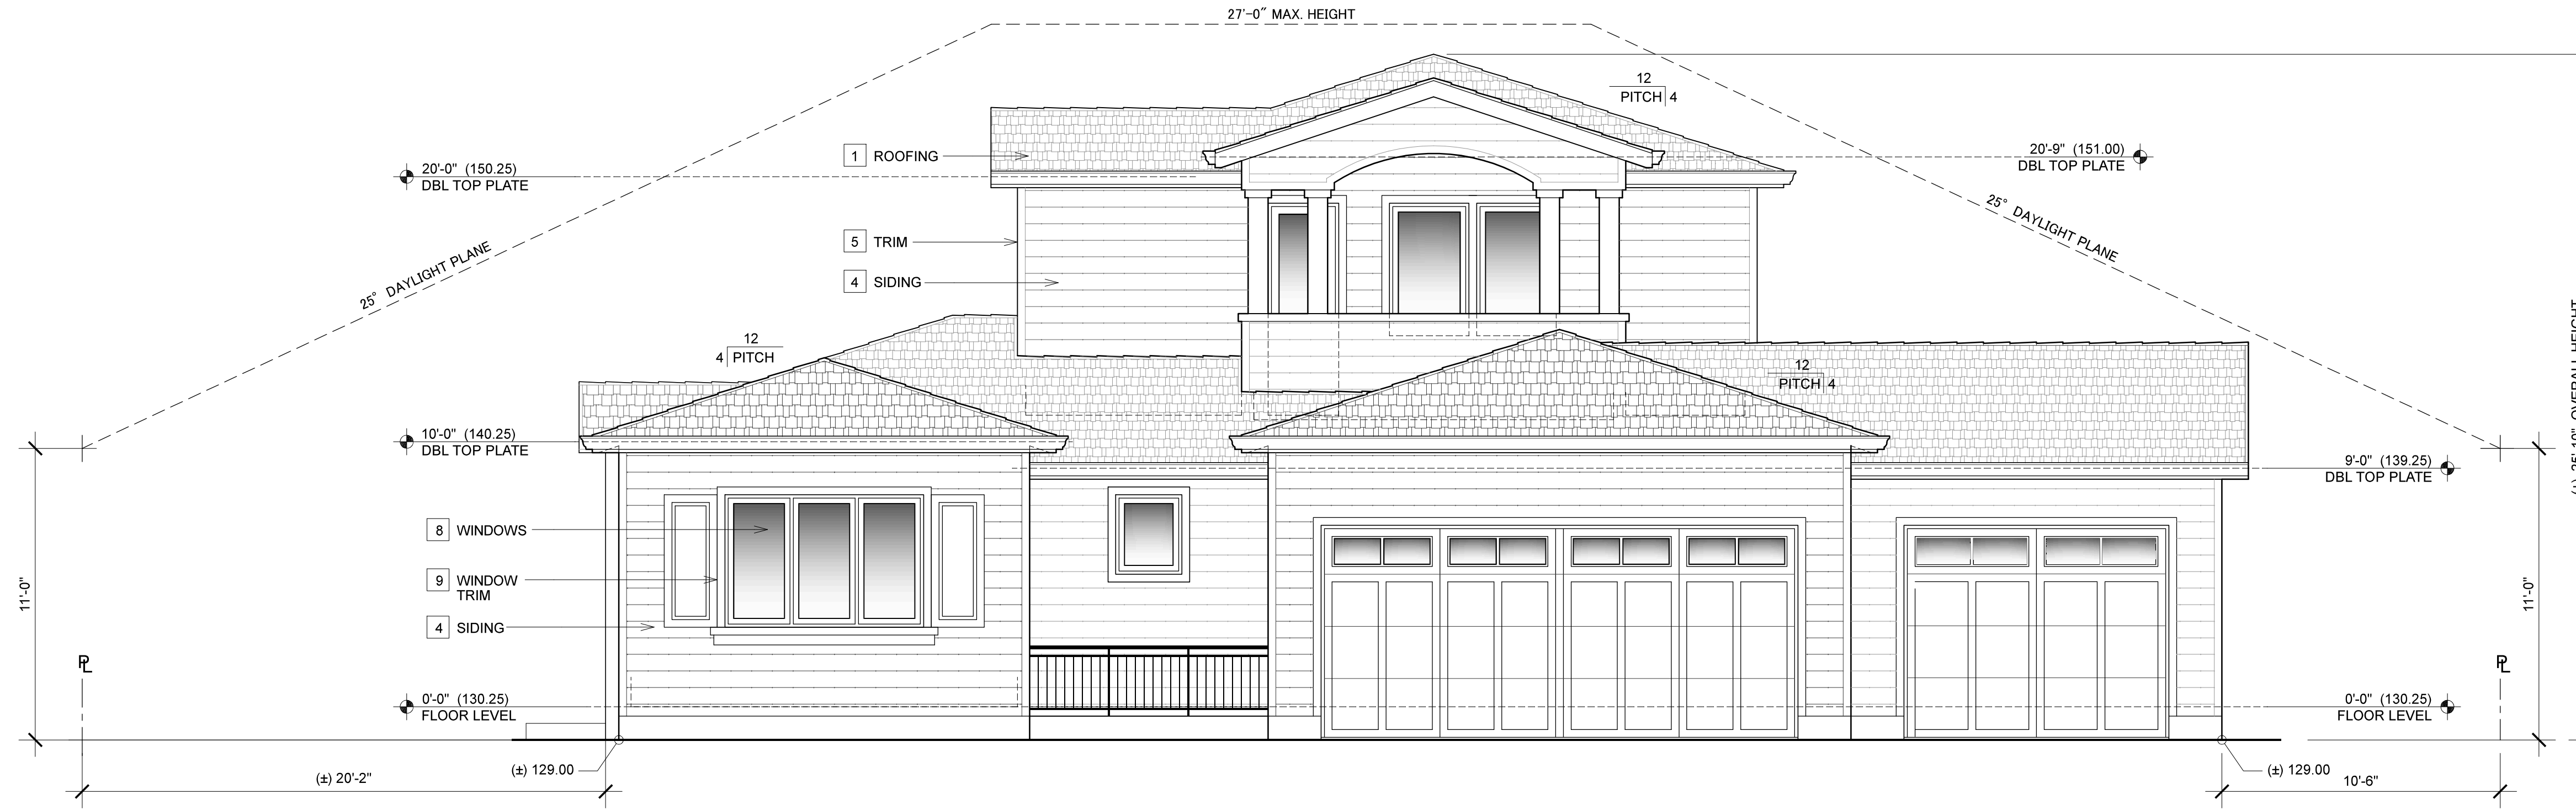 27'-0" MAX. HEIGHT
12
PITCH 4
1 ROOFING
20'-0" (150.25)
DBL TOP PLATE
20'-9" (151.00)
DBL TOP PLATE
25° DAYLIGHT PLANE
25° DAYLIGHT PLANE
5 TRIM
4 SIDING
12
4 PITCH
12
PITCH 4
10'-0" (140.25)
DBL TOP PLATE
9'-0" (139.25)
DBL TOP PLATE
8 WINDOWS
9 WINDOW
TRIM
4 SIDING
11'-0"
11'-0"
PL
PL
0'-0" (130.25)
FLOOR LEVEL
0'-0" (130.25)
FLOOR LEVEL
(±) 129.00
(±) 129.00
(±) 20'-2"
10'-6"
OVERALL HEIGHT